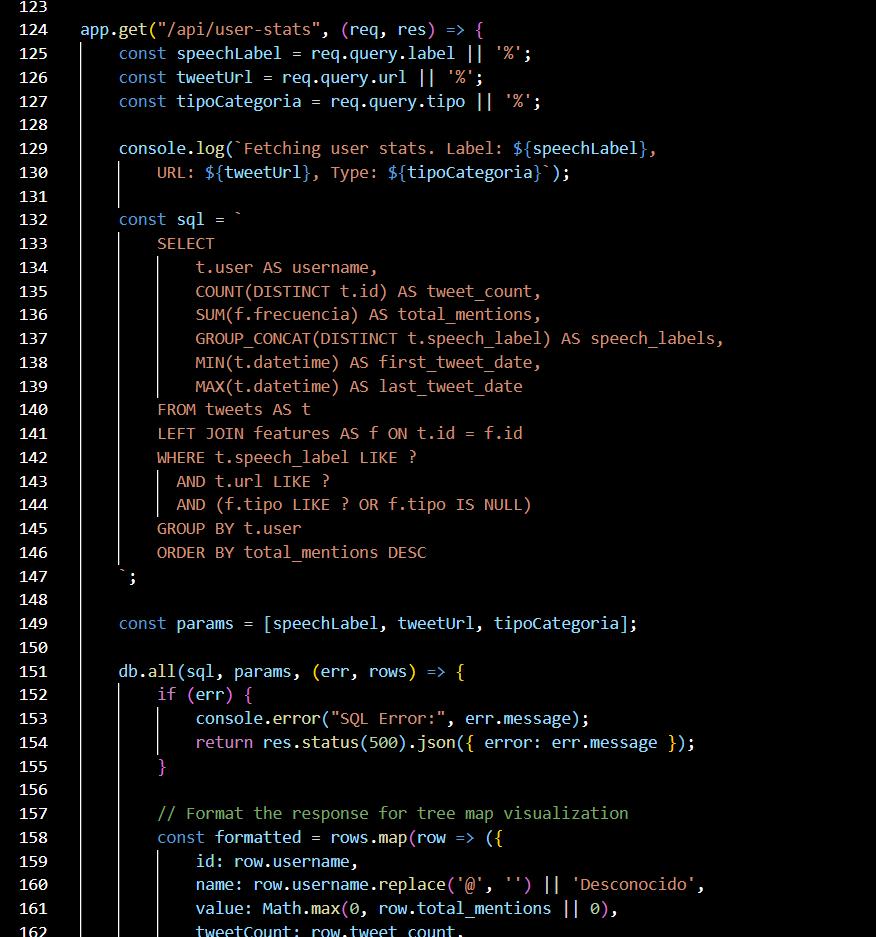 123
124 app.get("/api/user-stats", (req, res) => {
125 const speechLabel = req.query.label || '%';
126 const tweetUrl = req.query.url || '%';
127 const tipoCategoria = req.query.tipo || '%';
128
129 console.log(`Fetching user stats. Label: ${speechLabel},
130 URL: ${tweetUrl}, Type: ${tipoCategoria}`);
131
132 const sql = `
133 SELECT
134 t.user AS username,
135 COUNT(DISTINCT t.id) AS tweet_count,
136 SUM(f.frecuencia) AS total_mentions,
137 GROUP_CONCAT(DISTINCT t.speech_label) AS speech_labels,
138 MIN(t.datetime) AS first_tweet_date,
139 MAX(t.datetime) AS last_tweet_date
140 FROM tweets AS t
141 LEFT JOIN features AS f ON t.id = f.id
142 WHERE t.speech_label LIKE ?
143 AND t.url LIKE ?
144 AND (f.tipo LIKE ? OR f.tipo IS NULL)
145 GROUP BY t.user
146 ORDER BY total_mentions DESC
147 `;
148
149 const params = [speechLabel, tweetUrl, tipoCategoria];
150
151 db.all(sql, params, (err, rows) => {
152 if (err) {
153 console.error("SQL Error:", err.message);
154 return res.status(500).json({ error: err.message });
155 }
156
157 // Format the response for tree map visualization
158 const formatted = rows.map(row => ({
159 id: row.username,
160 name: row.username.replace('@', '') || 'Desconocido',
161 value: Math.max(0, row.total_mentions || 0),
162 tweetCount: row.tweet_count,